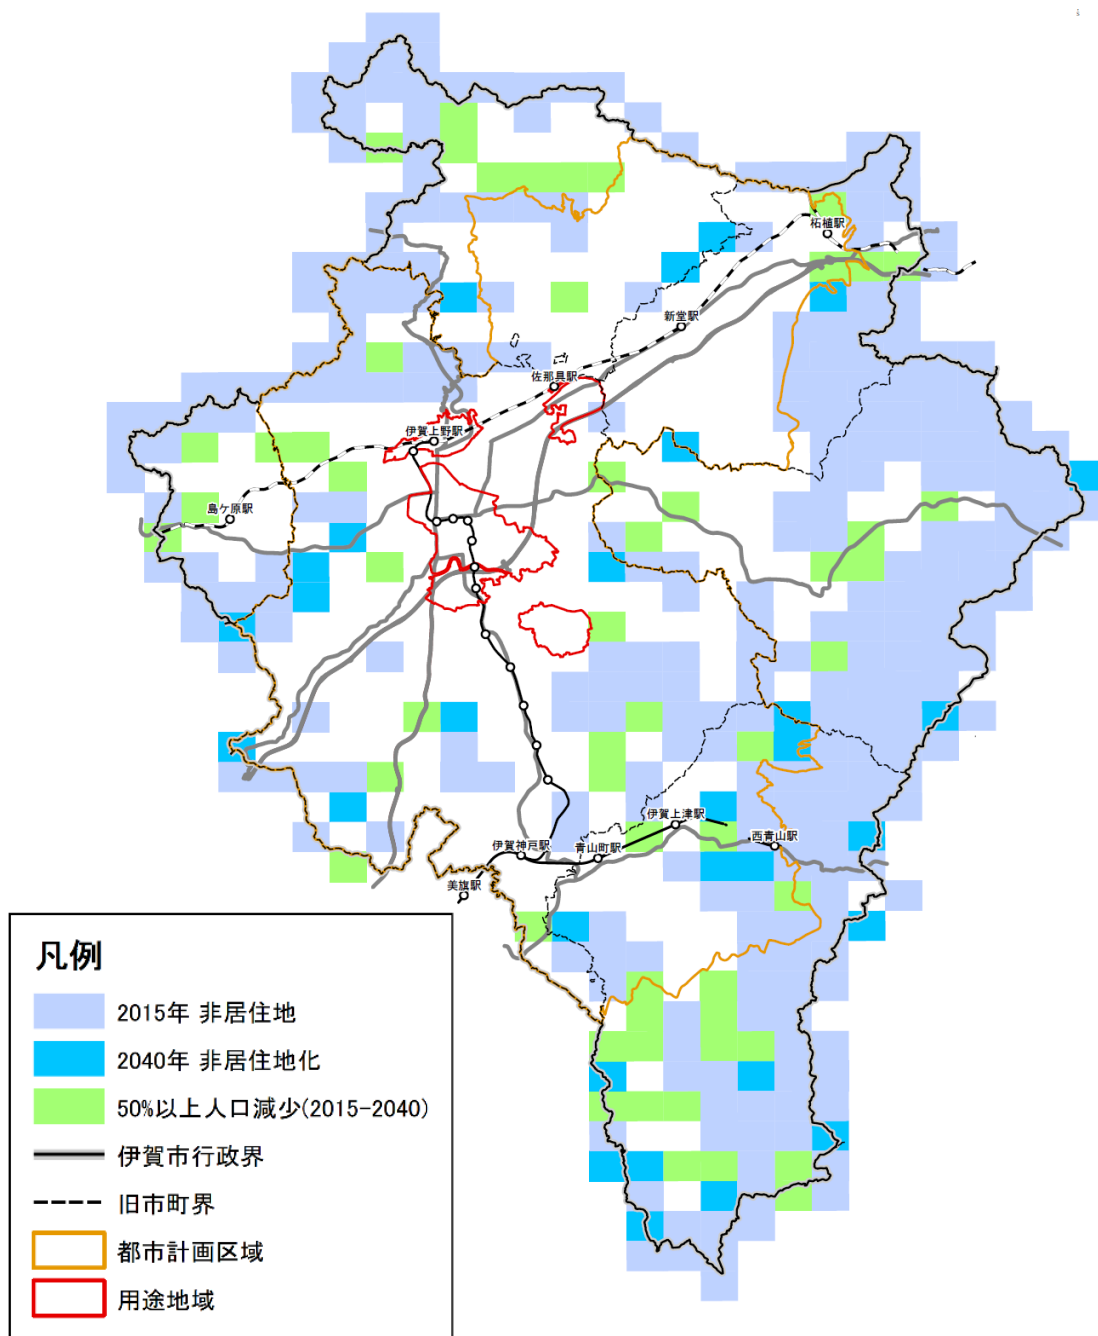 柘植駅
新堂駅
佐那具駅
伊賀上野駅
島ケ原駅
伊賀上津駅
西青山駅
伊賀神戸駅
青山町駅
美旗駅
凡例
2015年 非居住地
2040年 非居住地化
50%以上人口減少(2015-2040)
伊賀市行政界
旧市町界
都市計画区域
用途地域